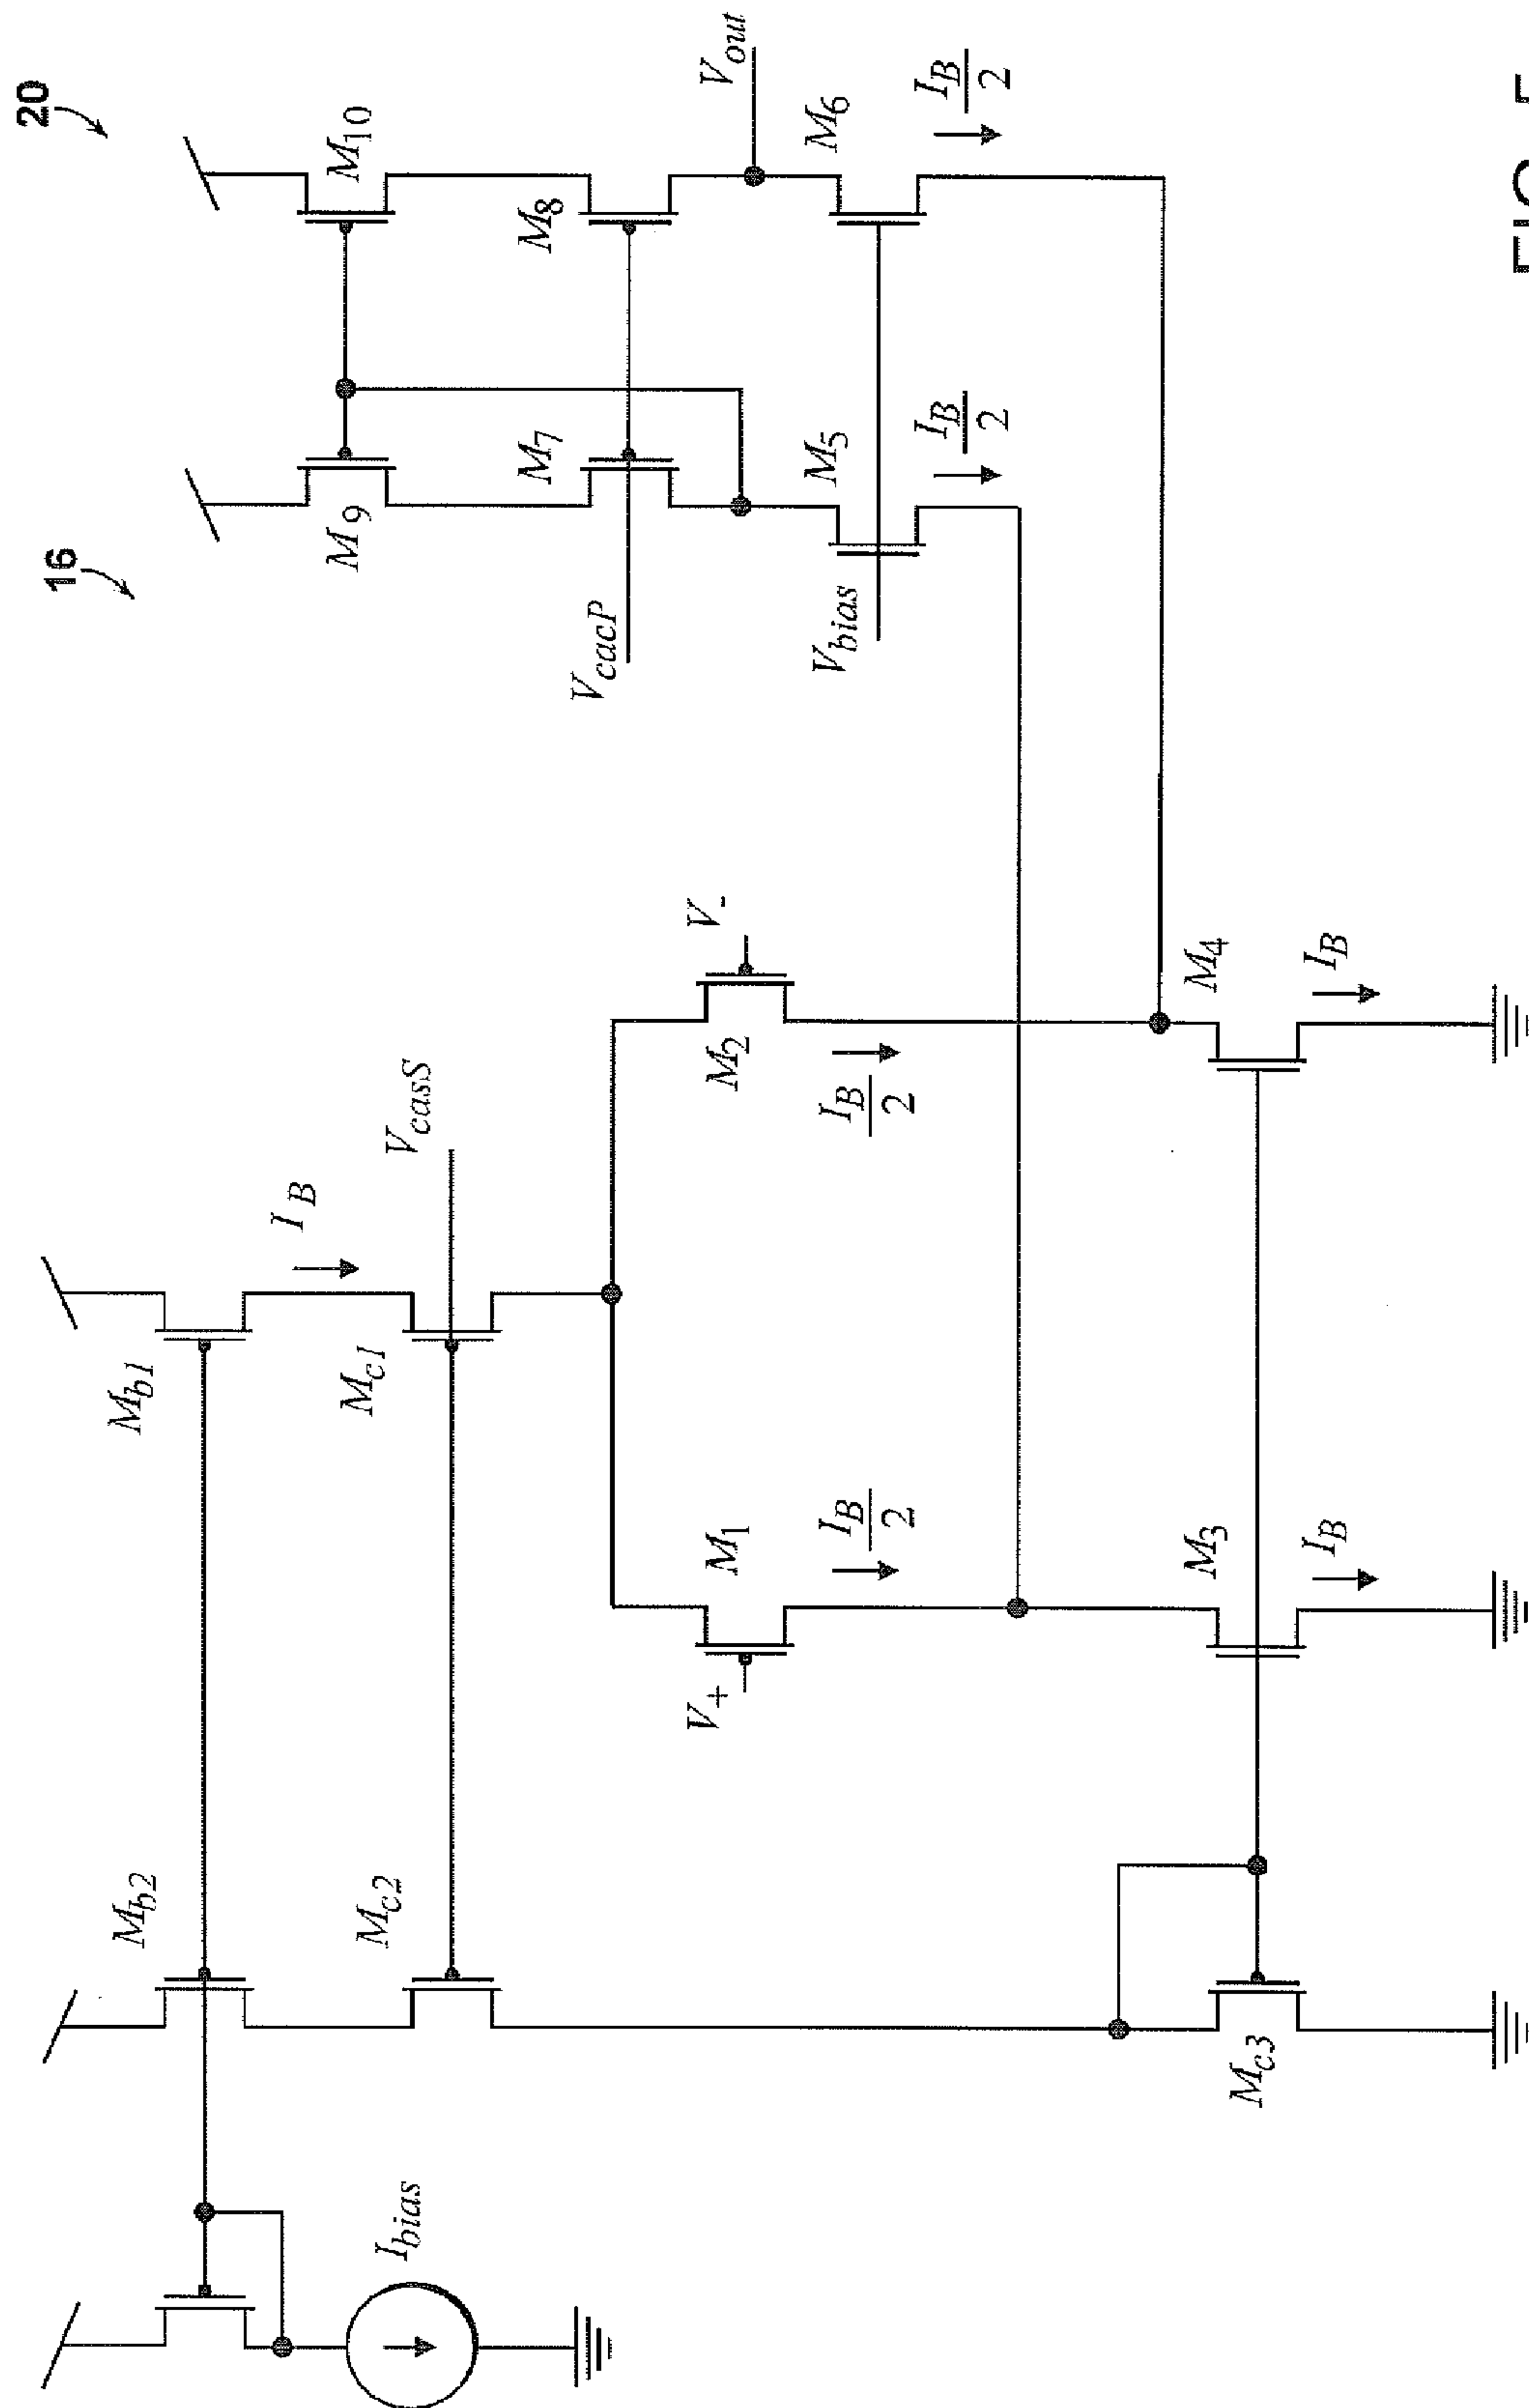 20
16
M10
M9
M8
M7
VcacP
Vout
M6
M5
Vbias
IB/2
IB/2
Mb1
Mb2
IB
Mc1
Mc2
VcasS
Ibias
M1
M2
V+
V-
IB/2
IB/2
M3
M4
Mc3
IB
IB